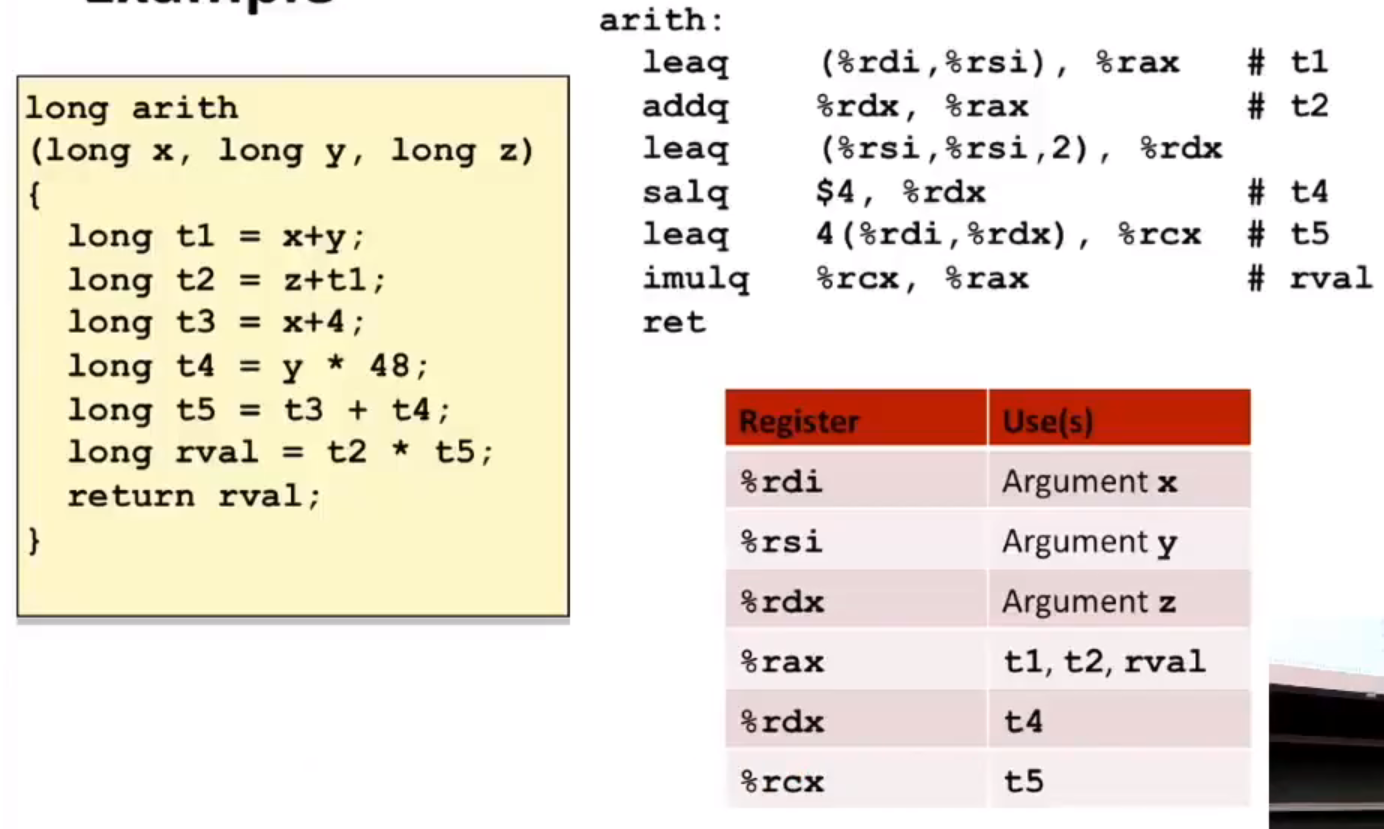 arith:
leaq (%rdi,%rsi), %rax # t1
addq %rdx, %rax # t2
leaq (%rsi,%rsi,2), %rdx
salq $4, %rdx # t4
leaq 4(%rdi,%rdx), %rcx # t5
imulq %rcx, %rax # rval
ret
long arith
(long x, long y, long z)
{
long t1 = x+y;
long t2 = z+t1;
long t3 = x+4;
long t4 = y * 48;
long t5 = t3 + t4;
long rval = t2 * t5;
return rval;
}
Register Use(s)
%rdi Argument x
%rsi Argument y
%rdx Argument z
%rax t1, t2, rval
%rdx t4
%rcx t5